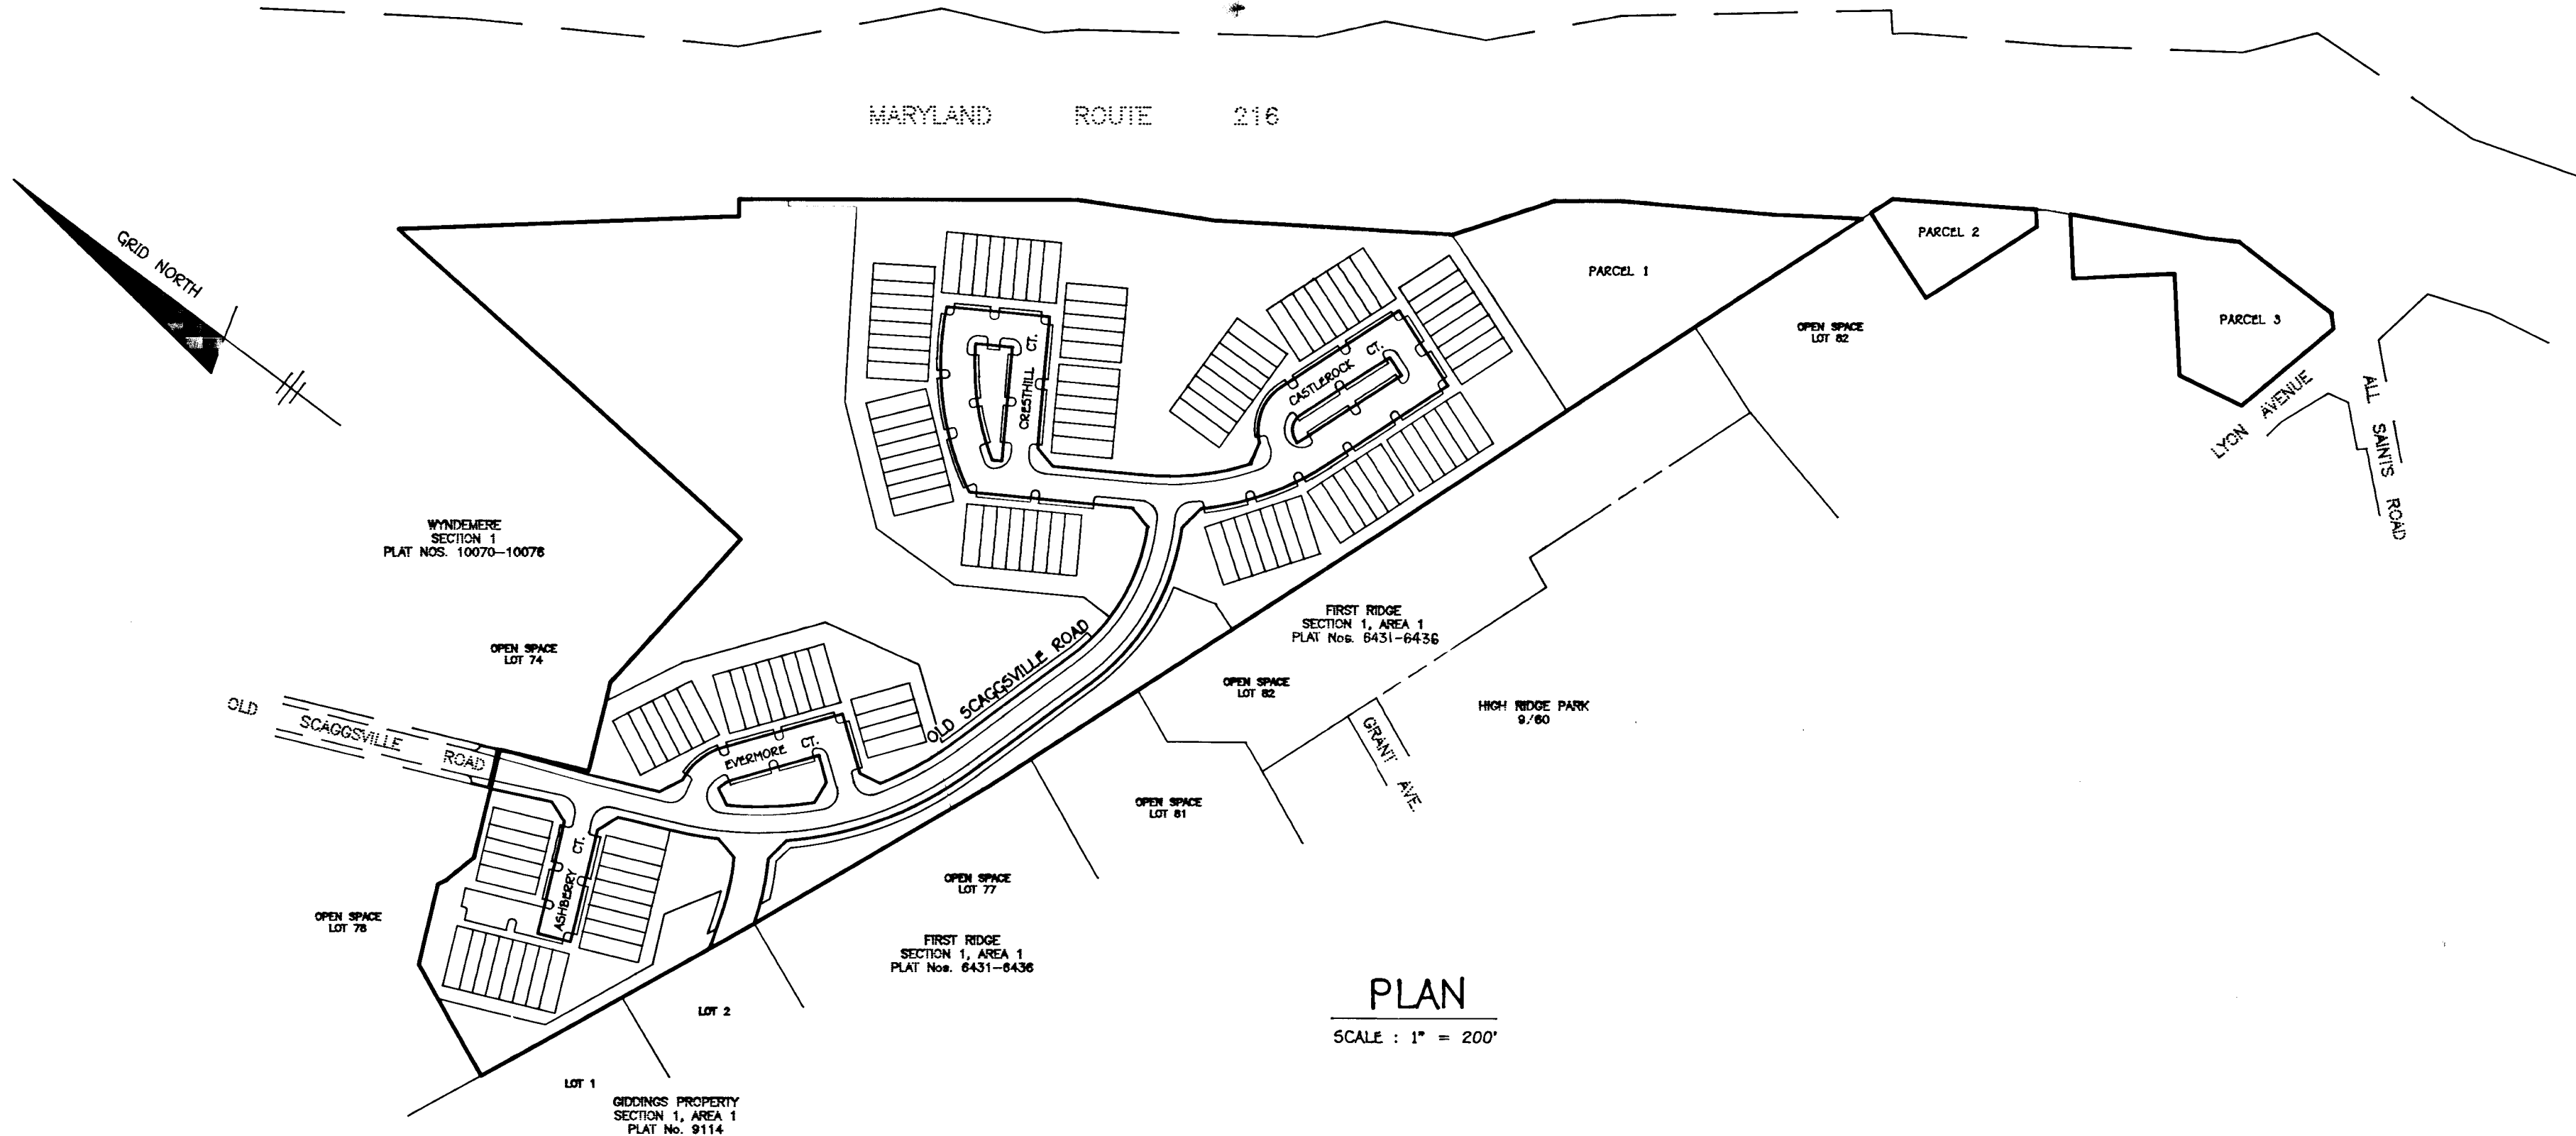 MARYLAND ROUTE 216
GRID NORTH
PARCEL 1
PARCEL 2
PARCEL 3
OPEN SPACE
LOT 82
CRESTHILL CT.
CASTLEROCK CT.
LYON AVENUE
ALL SAINTS ROAD
WYNDEMERE
SECTION 1
PLAT NOS. 10070-10076
OPEN SPACE
LOT 74
FIRST RIDGE
SECTION 1, AREA 1
PLAT Nos. 6431-6436
OPEN SPACE
LOT 82
HIGH RIDGE PARK
9/60
GRANT AVE.
OLD SCAGGSVILLE ROAD
OLD SCAGGSVILLE ROAD
EVERMORE CT.
OPEN SPACE
LOT 81
ASHBERRY CT.
OPEN SPACE
LOT 77
OPEN SPACE
LOT 78
FIRST RIDGE
SECTION 1, AREA 1
PLAT Nos. 6431-6436
LOT 2
LOT 1
GIDDINGS PROPERTY
SECTION 1, AREA 1
PLAT No. 9114
PLAN
SCALE : 1" = 200'